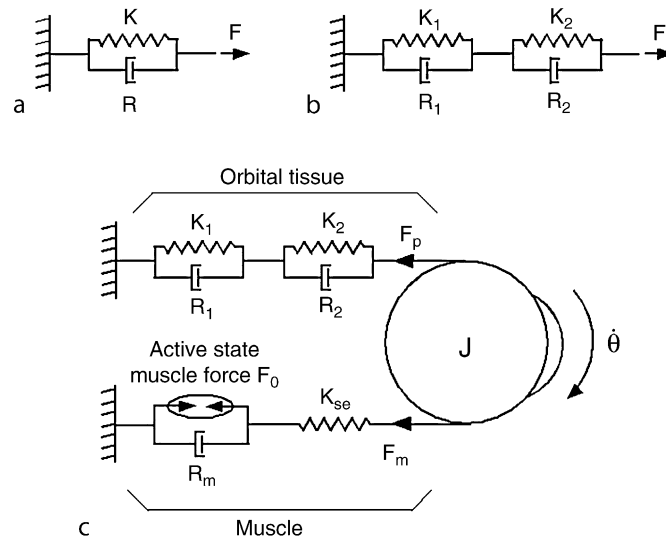 K F
R
a
K₁ K₂ F
R₁ R₂
b
Orbital tissue
K₁ K₂ Fₚ
R₁ R₂
J θ̇
Active state
muscle force F₀
Kse
Rm Fm
c Muscle